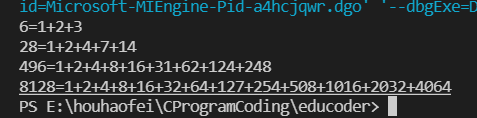 id=Microsoft-MIEngine-Pid-a4hcjqwr.dgo' '--dbgExe=D
6=1+2+3
28=1+2+4+7+14
496=1+2+4+8+16+31+62+124+248
8128=1+2+4+8+16+32+64+127+254+508+1016+2032+4064
PS E:\houhaofei\CProgramCoding\educoder>